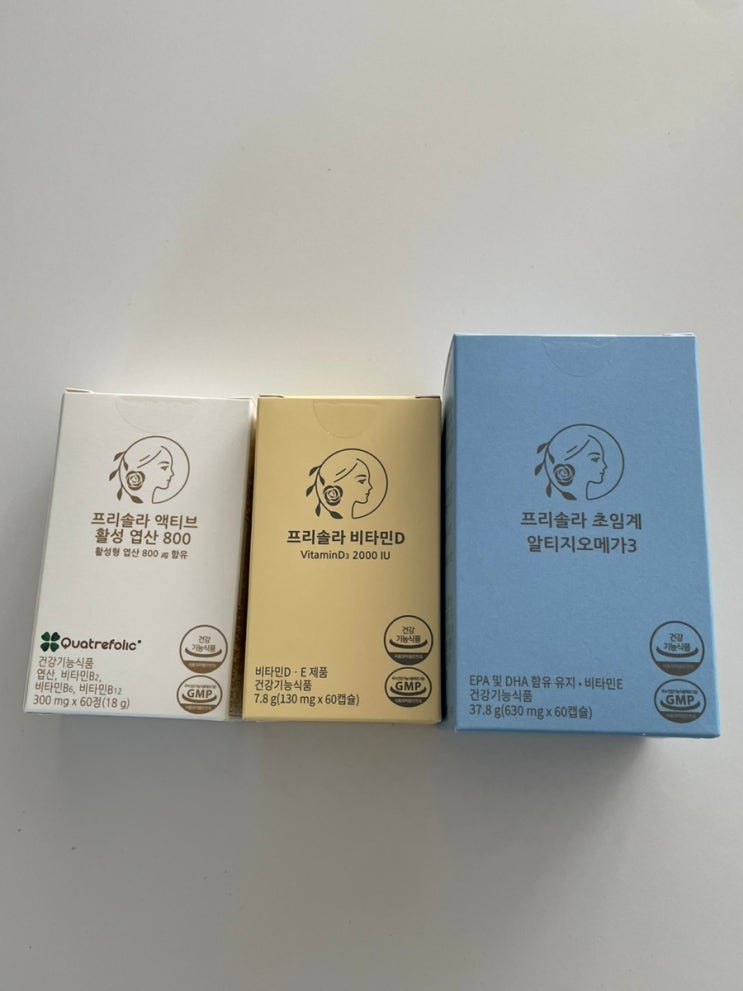 프리솔라 액티브
활성 엽산 800
활성형 엽산 800 ㎍ 함유
Quatrefolic®
건강기능식품
엽산, 비타민B2,
비타민B6, 비타민B12
300 mg x 60정(18 g)
건강
기능식품
GMP
프리솔라 비타민D
VitaminD3 2000 IU
비타민D · E 제품
건강기능식품
7.8 g(130 mg x 60캡슐)
건강
기능식품
GMP
프리솔라 초임계
알티지오메가3
EPA 및 DHA 함유 유지 • 비타민E
건강기능식품
37.8 g(630 mg x 60캡슐)
건강
기능식품
GMP